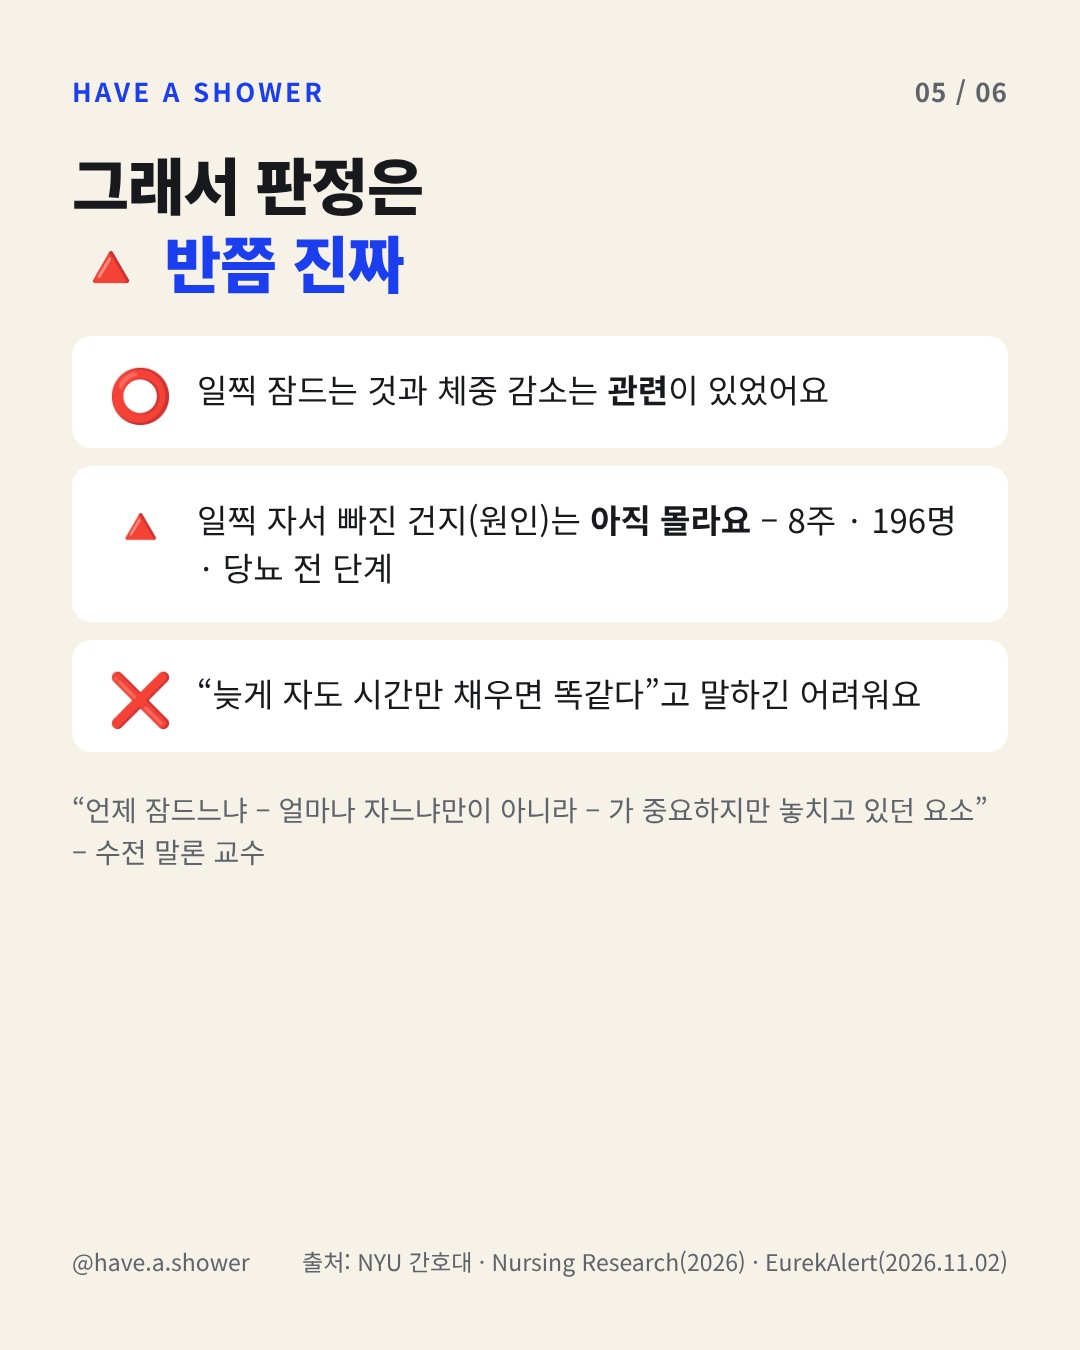 HAVE A SHOWER
05 / 06
그래서 판정은
🔺 반쯤 진짜
⭕ 일찍 잠드는 것과 체중 감소는 관련이 있었어요
🔺 일찍 자서 빠진 건지(원인)는 아직 몰라요 – 8주 · 196명
· 당뇨 전 단계
❌ “늦게 자도 시간만 채우면 똑같다”고 말하긴 어려워요
“언제 잠드느냐 – 얼마나 자느냐만이 아니라 – 가 중요하지만 놓치고 있던 요소”
– 수전 말론 교수
@have.a.shower
출처: NYU 간호대 · Nursing Research(2026) · EurekAlert(2026.11.02)